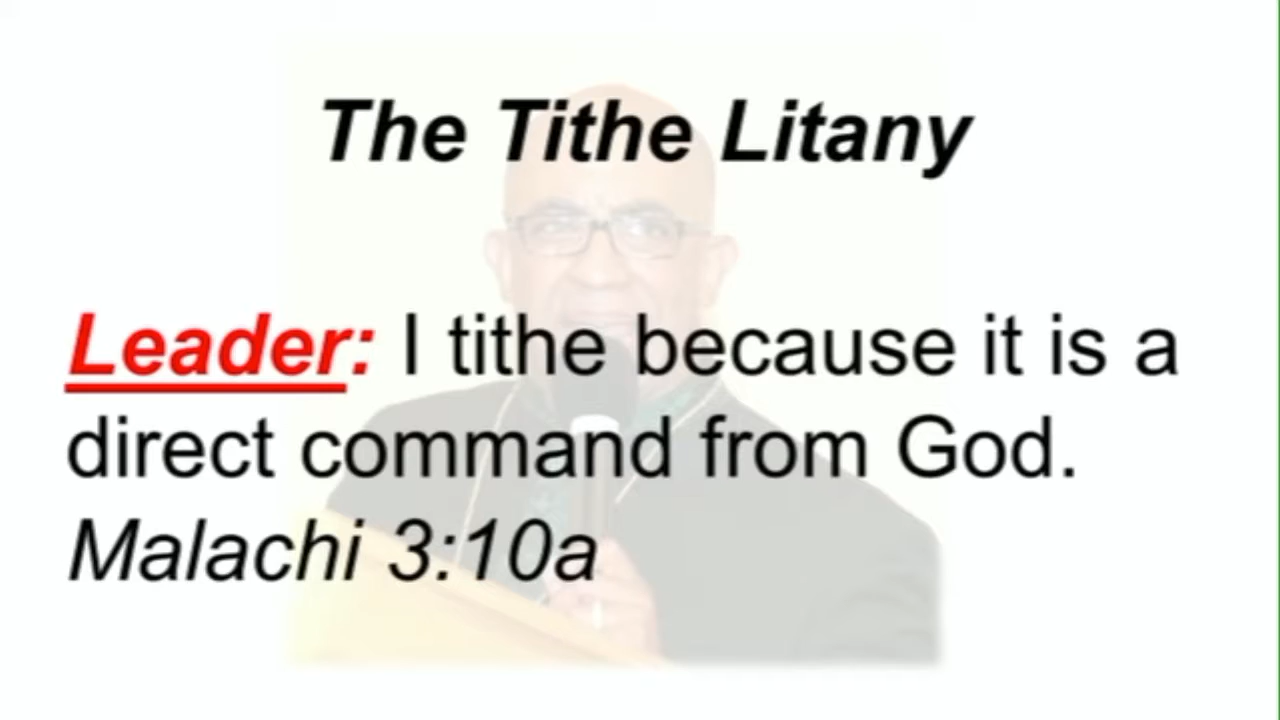 The Tithe Litany
Leader: I tithe because it is a
direct command from God.
Malachi 3:10a